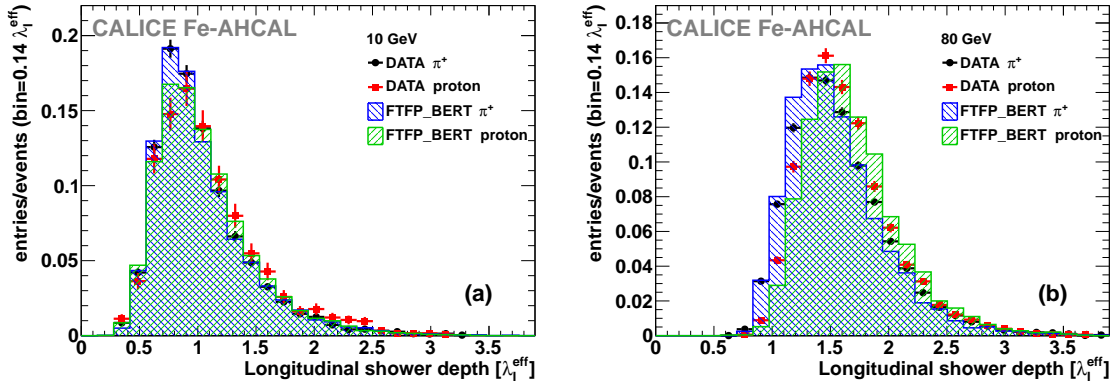 CALICE Fe-AHCAL
10 GeV
DATA π⁺
DATA proton
FTFP_BERT π⁺
FTFP_BERT proton
(a)
entries/events (bin=0.14 λ_I^eff)
0.2
0.15
0.1
0.05
0
0 0.5 1 1.5 2 2.5 3 3.5
Longitudinal shower depth [λ_I^eff]
CALICE Fe-AHCAL
80 GeV
DATA π⁺
DATA proton
FTFP_BERT π⁺
FTFP_BERT proton
(b)
entries/events (bin=0.14 λ_I^eff)
0.18
0.16
0.14
0.12
0.1
0.08
0.06
0.04
0.02
0
0 0.5 1 1.5 2 2.5 3 3.5
Longitudinal shower depth [λ_I^eff]